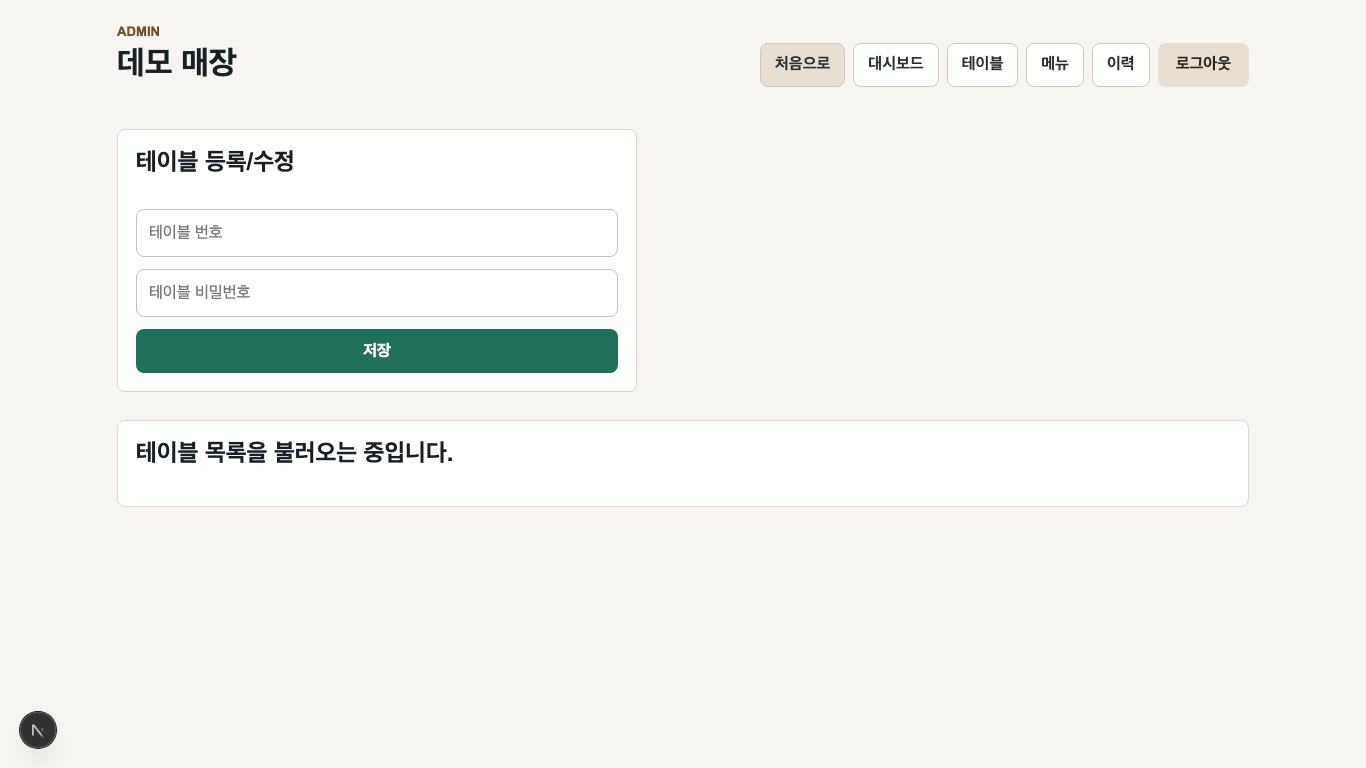 ADMIN
데모 매장
처음으로 대시보드 테이블 메뉴 이력 로그아웃
테이블 등록/수정
테이블 번호
테이블 비밀번호
저장
테이블 목록을 불러오는 중입니다.
N